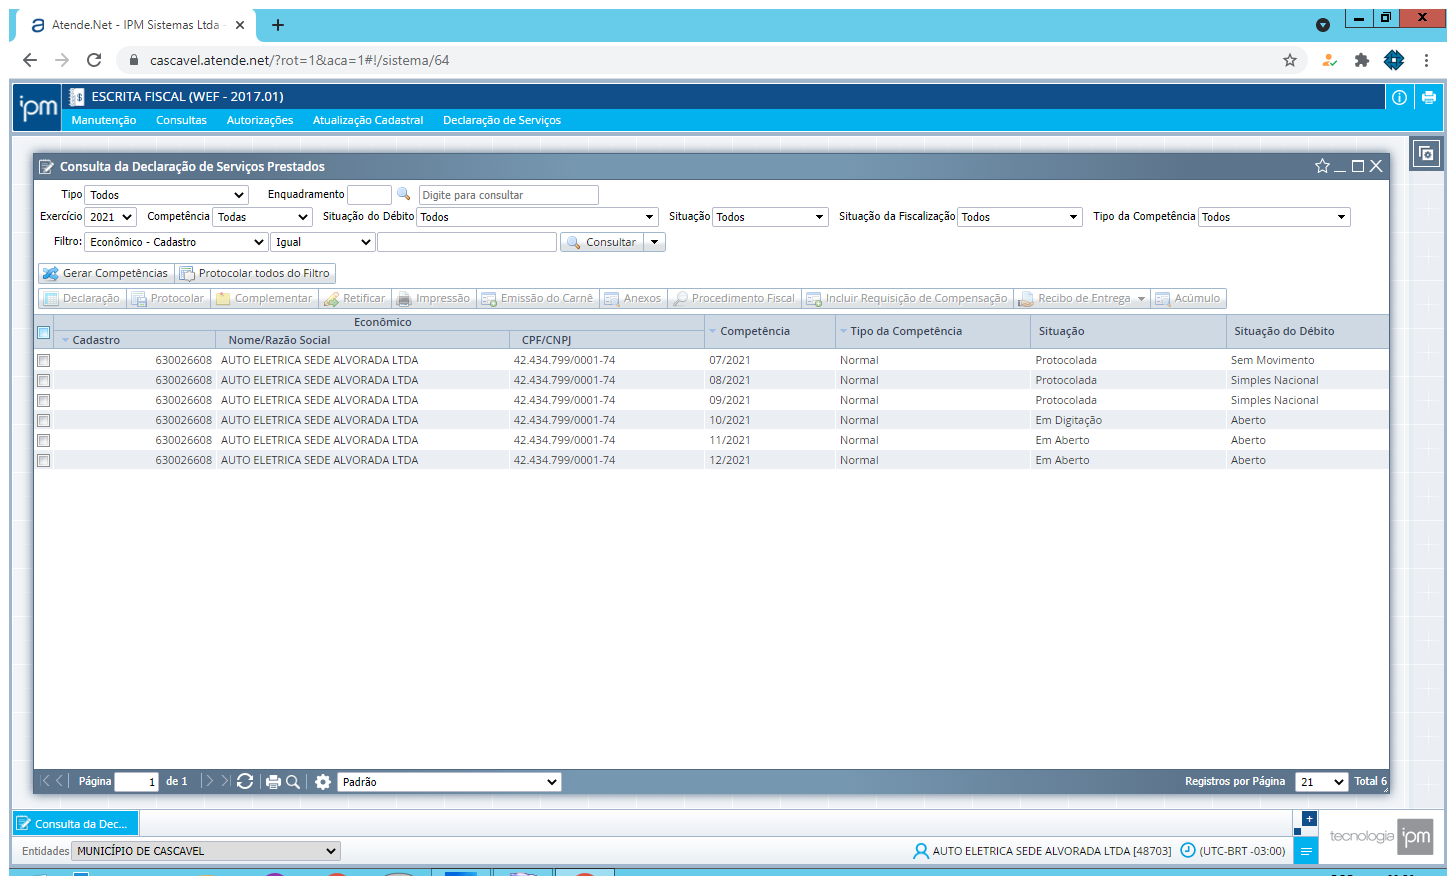 Atende.Net - IPM Sistemas Ltda
cascavel.atende.net/?rot=1&aca=1#!/sistema/64
ipm
ESCRITA FISCAL (WEF - 2017.01)
Manutenção Consultas Autorizações Atualização Cadastral Declaração de Serviços
Consulta da Declaração de Serviços Prestados
Tipo Todos Enquadramento Digite para consultar
Exercício 2021 Competência Todas Situação do Débito Todos Situação Todos Situação da Fiscalização Todos Tipo da Competência Todos
Filtro: Econômico - Cadastro Igual Consultar
Gerar Competências Protocolar todos do Filtro
Declaração Protocolar Complementar Retificar Impressão Emissão do Carnê Anexos Procedimento Fiscal Incluir Requisição de Compensação Recibo de Entrega Acúmulo
Econômico
Cadastro Nome/Razão Social CPF/CNPJ Competência Tipo da Competência Situação Situação do Débito
630026608 AUTO ELETRICA SEDE ALVORADA LTDA 42.434.799/0001-74 07/2021 Normal Protocolada Sem Movimento
630026608 AUTO ELETRICA SEDE ALVORADA LTDA 42.434.799/0001-74 08/2021 Normal Protocolada Simples Nacional
630026608 AUTO ELETRICA SEDE ALVORADA LTDA 42.434.799/0001-74 09/2021 Normal Protocolada Simples Nacional
630026608 AUTO ELETRICA SEDE ALVORADA LTDA 42.434.799/0001-74 10/2021 Normal Em Digitação Aberto
630026608 AUTO ELETRICA SEDE ALVORADA LTDA 42.434.799/0001-74 11/2021 Normal Em Aberto Aberto
630026608 AUTO ELETRICA SEDE ALVORADA LTDA 42.434.799/0001-74 12/2021 Normal Em Aberto Aberto
Página 1 de 1 Padrão Registros por Página 21 Total 6
Consulta da Dec...
tecnologia ipm
Entidades MUNICÍPIO DE CASCAVEL AUTO ELETRICA SEDE ALVORADA LTDA [48703] (UTC-BRT -03:00)